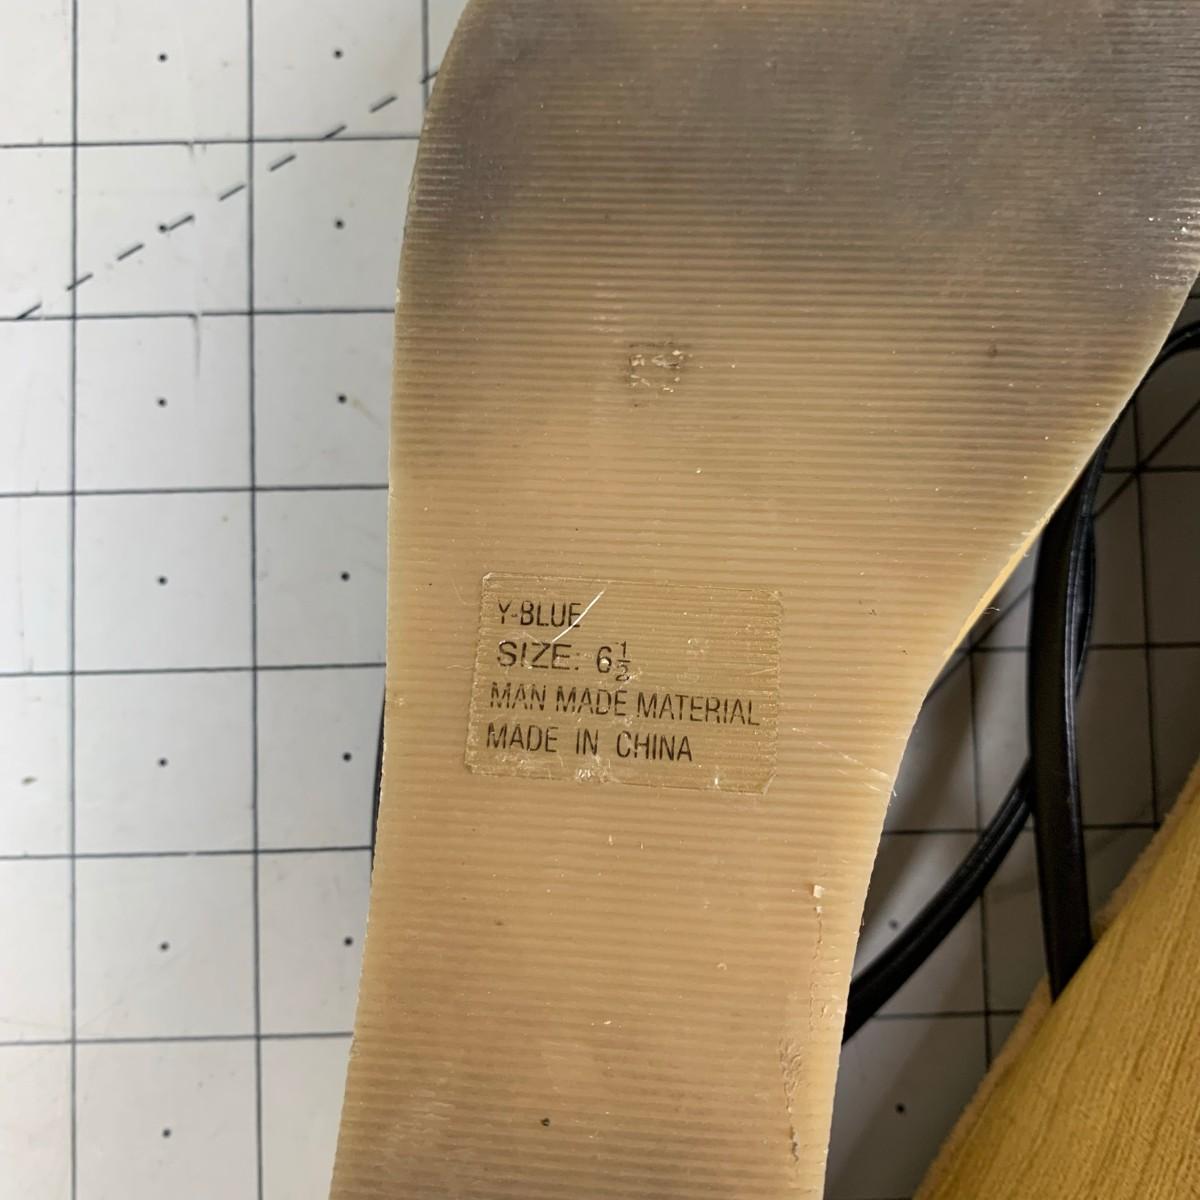 Y-BLUE
SIZE: 6½
MAN MADE MATERIAL
MADE IN CHINA